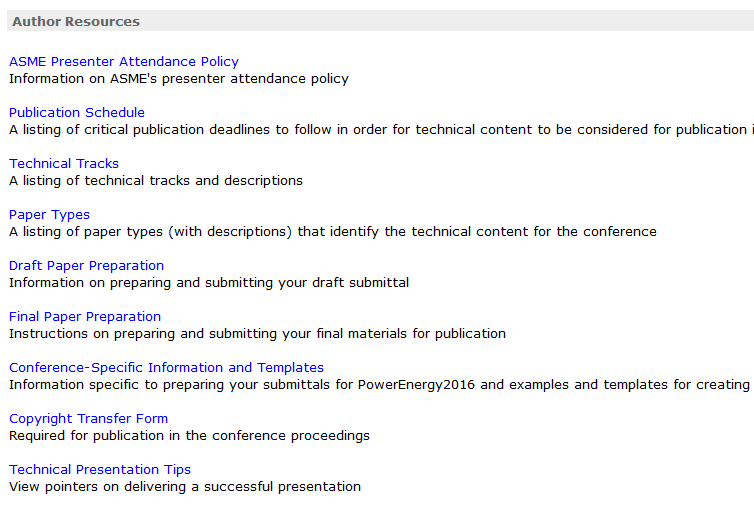 Author Resources
ASME Presenter Attendance Policy
Information on ASME's presenter attendance policy
Publication Schedule
A listing of critical publication deadlines to follow in order for technical content to be considered for publication
Technical Tracks
A listing of technical tracks and descriptions
Paper Types
A listing of paper types (with descriptions) that identify the technical content for the conference
Draft Paper Preparation
Information on preparing and submitting your draft submittal
Final Paper Preparation
Instructions on preparing and submitting your final materials for publication
Conference-Specific Information and Templates
Information specific to preparing your submittals for PowerEnergy2016 and examples and templates for creating
Copyright Transfer Form
Required for publication in the conference proceedings
Technical Presentation Tips
View pointers on delivering a successful presentation